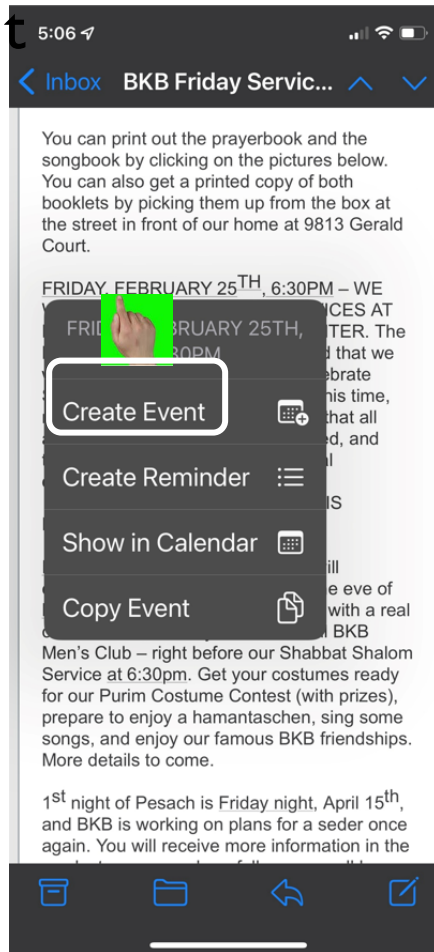 t
5:06
Inbox BKB Friday Servic...
You can print out the prayerbook and the
songbook by clicking on the pictures below.
You can also get a printed copy of both
booklets by picking them up from the box at
the street in front of our home at 9813 Gerald
Court.
FRIDAY, FEBRUARY 25TH, 6:30PM – WE
ICES AT
TER. The
d that we
ebrate
his time,
that all
ed, and
l
IS
ill
e eve of
with a real
BKB
FRID BRUARY 25TH,
30PM
Create Event
Create Reminder
Show in Calendar
Copy Event
Men's Club – right before our Shabbat Shalom
Service at 6:30pm. Get your costumes ready
for our Purim Costume Contest (with prizes),
prepare to enjoy a hamantaschen, sing some
songs, and enjoy our famous BKB friendships.
More details to come.
1st night of Pesach is Friday night, April 15th,
and BKB is working on plans for a seder once
again. You will receive more information in the